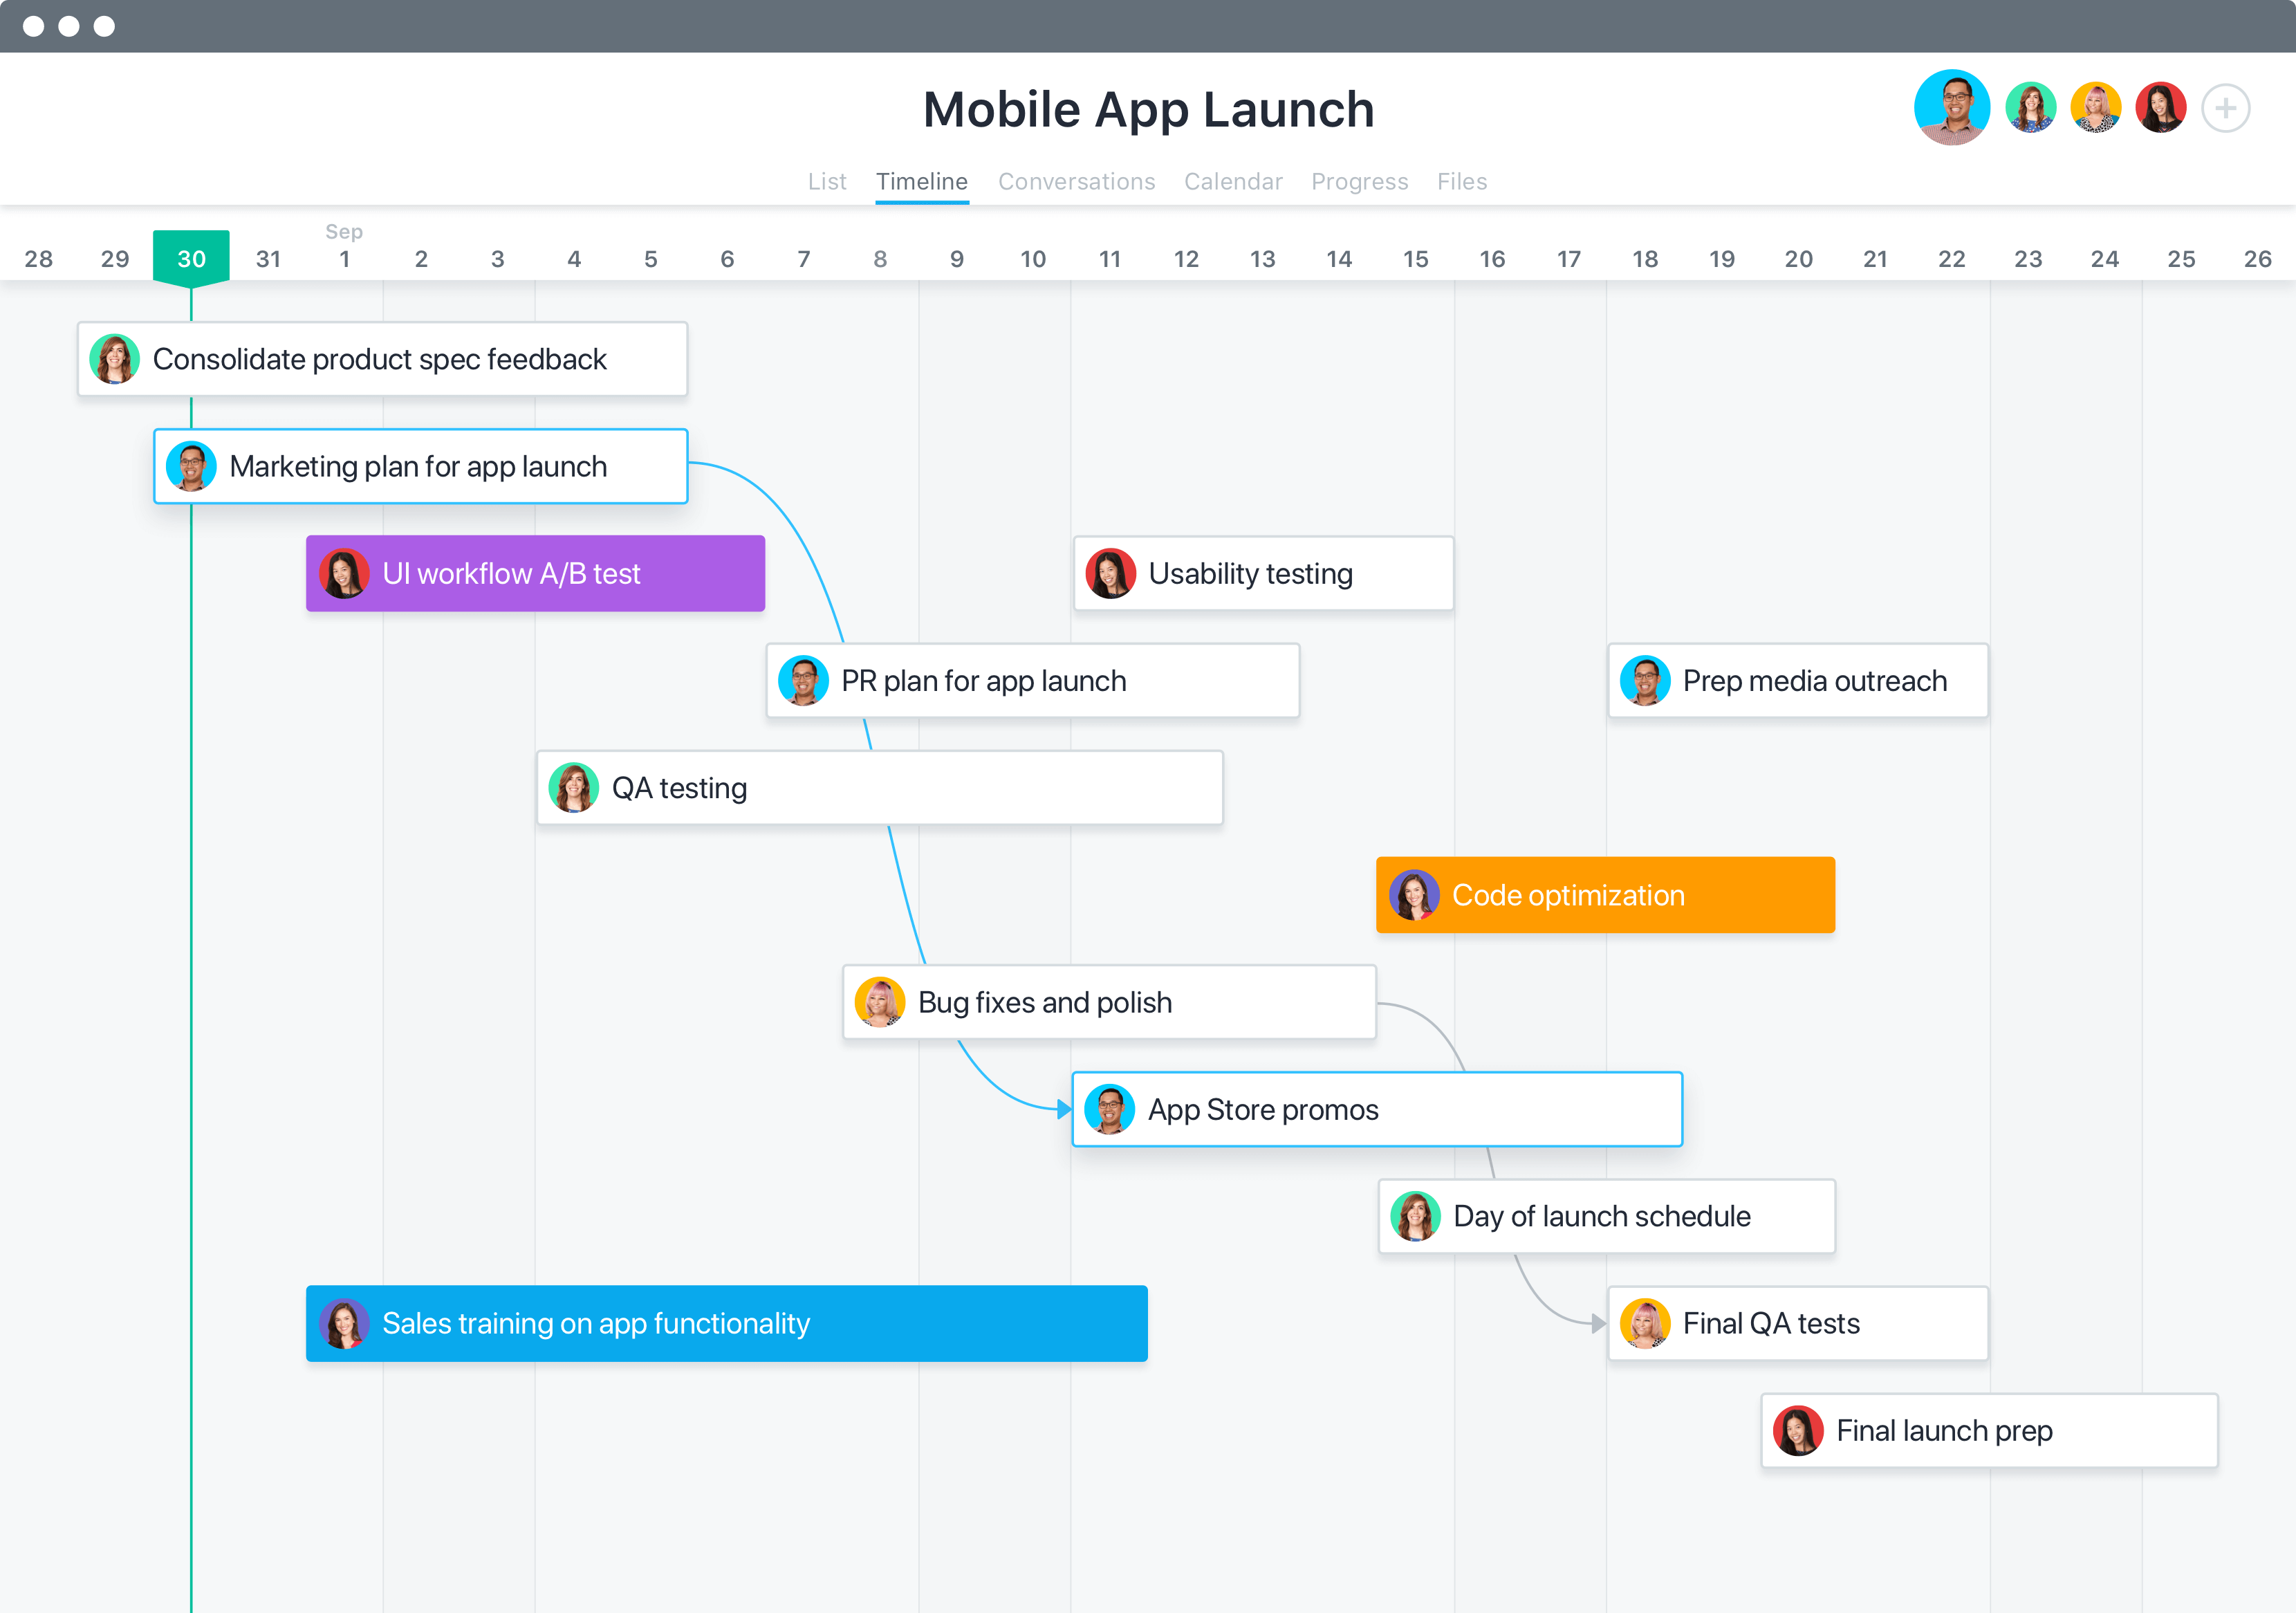 Mobile App Launch
List Timeline Conversations Calendar Progress Files
Sep
28 29 30 31 1 2 3 4 5 6 7 8 9 10 11 12 13 14 15 16 17 18 19 20 21 22 23 24 25 26
Consolidate product spec feedback
Marketing plan for app launch
UI workflow A/B test
Usability testing
PR plan for app launch
Prep media outreach
QA testing
Code optimization
Bug fixes and polish
App Store promos
Day of launch schedule
Sales training on app functionality
Final QA tests
Final launch prep